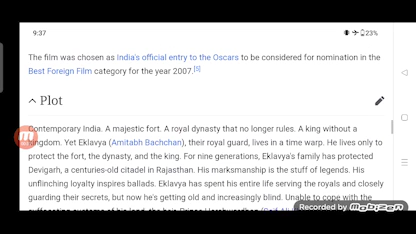 9:37
23%
The film was chosen as India's official entry to the Oscars to be considered for nomination in the
Best Foreign Film category for the year 2007.[5]
Plot
Contemporary India. A majestic fort. A royal dynasty that no longer rules. A king without a
kingdom. Yet Eklavya (Amitabh Bachchan), their royal guard, lives in a time warp. He lives only to
protect the fort, the dynasty, and the king. For nine generations, Eklavya's family has protected
Devigarh, a centuries-old citadel in Rajasthan. His marksmanship is the stuff of legends. His
unflinching loyalty inspires ballads. Eklavya has spent his entire life serving the royals and closely
guarding their secrets, but now he's getting old and increasingly blind. Unable to cope with the
Recorded by Mobizen